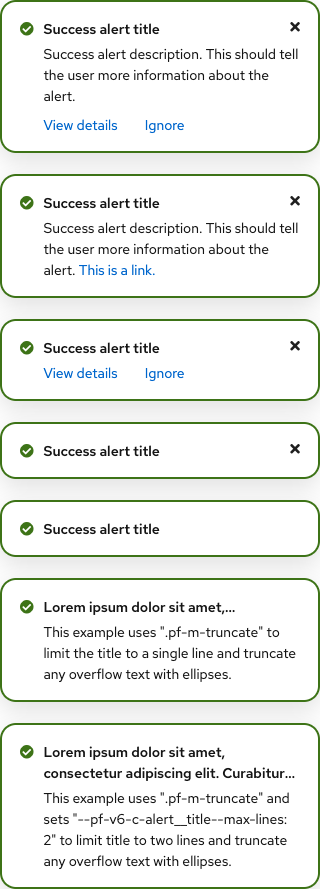 Success alert title
Success alert description. This should tell
the user more information about the
alert.
View details Ignore
Success alert title
Success alert description. This should tell
the user more information about the
alert. This is a link.
Success alert title
View details Ignore
Success alert title
Success alert title
Lorem ipsum dolor sit amet,...
This example uses ".pf-m-truncate" to
limit the title to a single line and truncate
any overflow text with ellipses.
Lorem ipsum dolor sit amet,
consectetur adipiscing elit. Curabitur...
This example uses ".pf-m-truncate" and
sets "--pf-v6-c-alert__title--max-lines:
2" to limit title to two lines and truncate
any overflow text with ellipses.